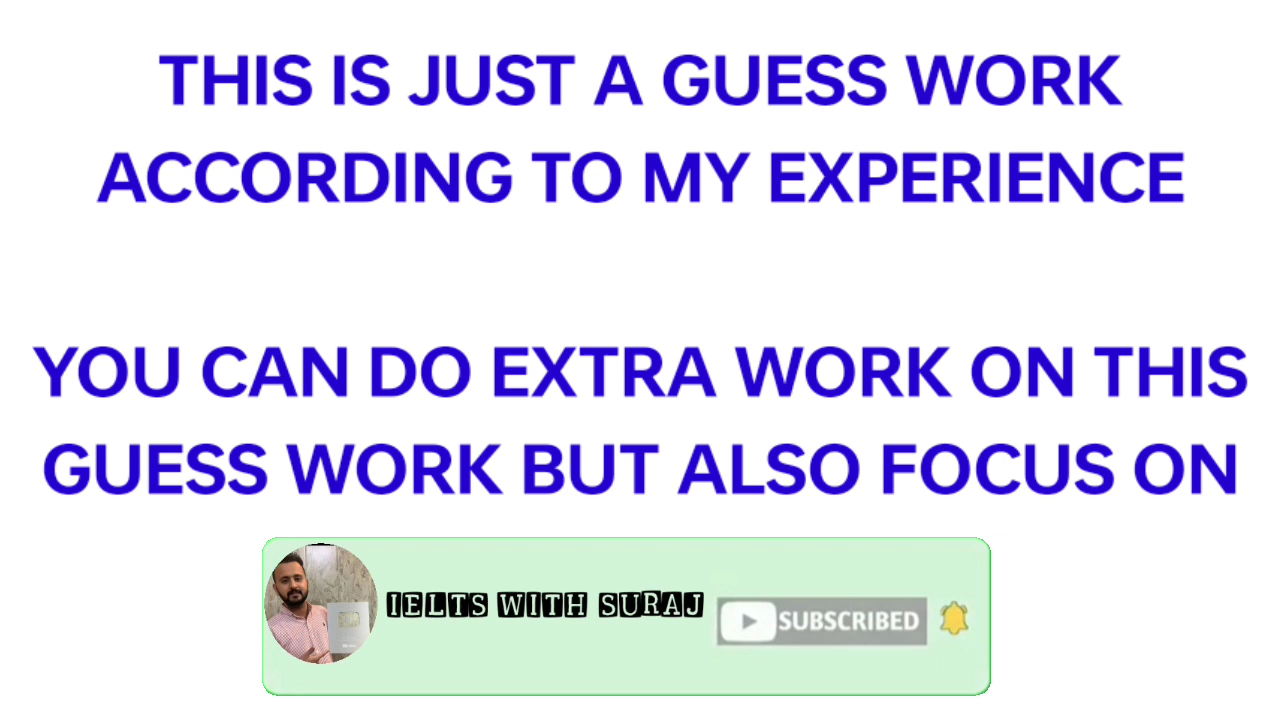 THIS IS JUST A GUESS WORK
ACCORDING TO MY EXPERIENCE
YOU CAN DO EXTRA WORK ON THIS
GUESS WORK BUT ALSO FOCUS ON
IELTS WITH SURAJ
SUBSCRIBED